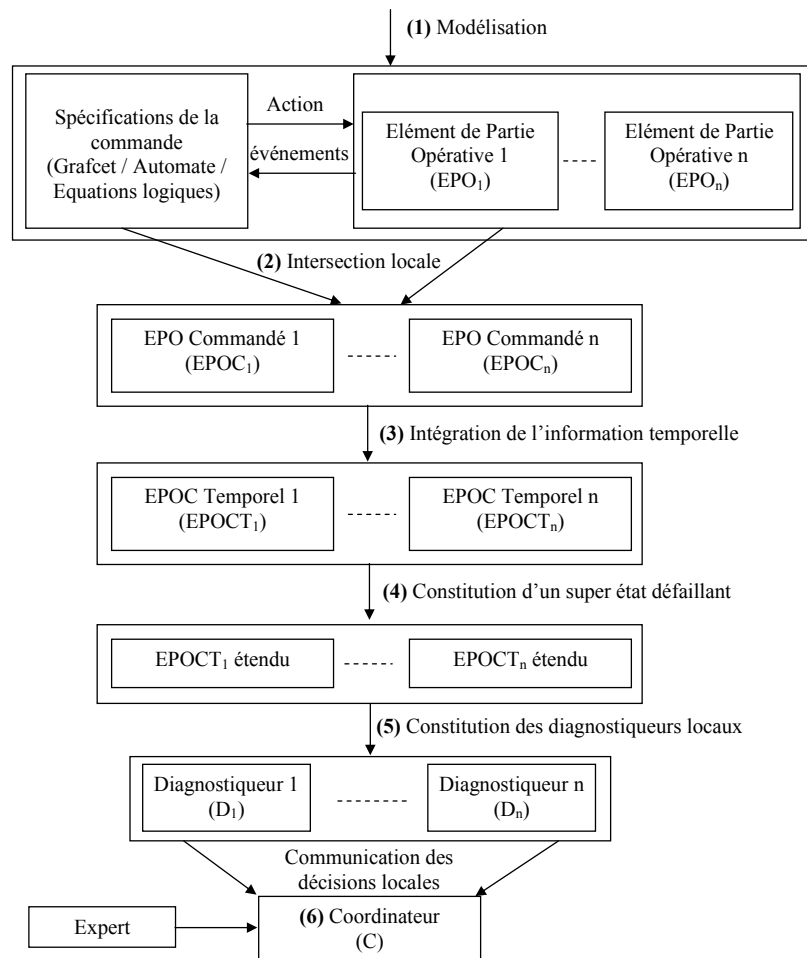 (1) Modélisation
Spécifications de la
commande
(Grafcet / Automate /
Equations logiques)
Action
événements
Elément de Partie
Opérative 1
(EPO₁)
Elément de Partie
Opérative n
(EPOₙ)
(2) Intersection locale
EPO Commandé 1
(EPOC₁)
EPO Commandé n
(EPOCₙ)
(3) Intégration de l’information temporelle
EPOC Temporel 1
(EPOCT₁)
EPOC Temporel n
(EPOCTₙ)
(4) Constitution d’un super état défaillant
EPOCT₁ étendu
EPOCTₙ étendu
(5) Constitution des diagnostiqueurs locaux
Diagnostiqueur 1
(D₁)
Diagnostiqueur n
(Dₙ)
Communication des
décisions locales
Expert
(6) Coordinateur
(C)